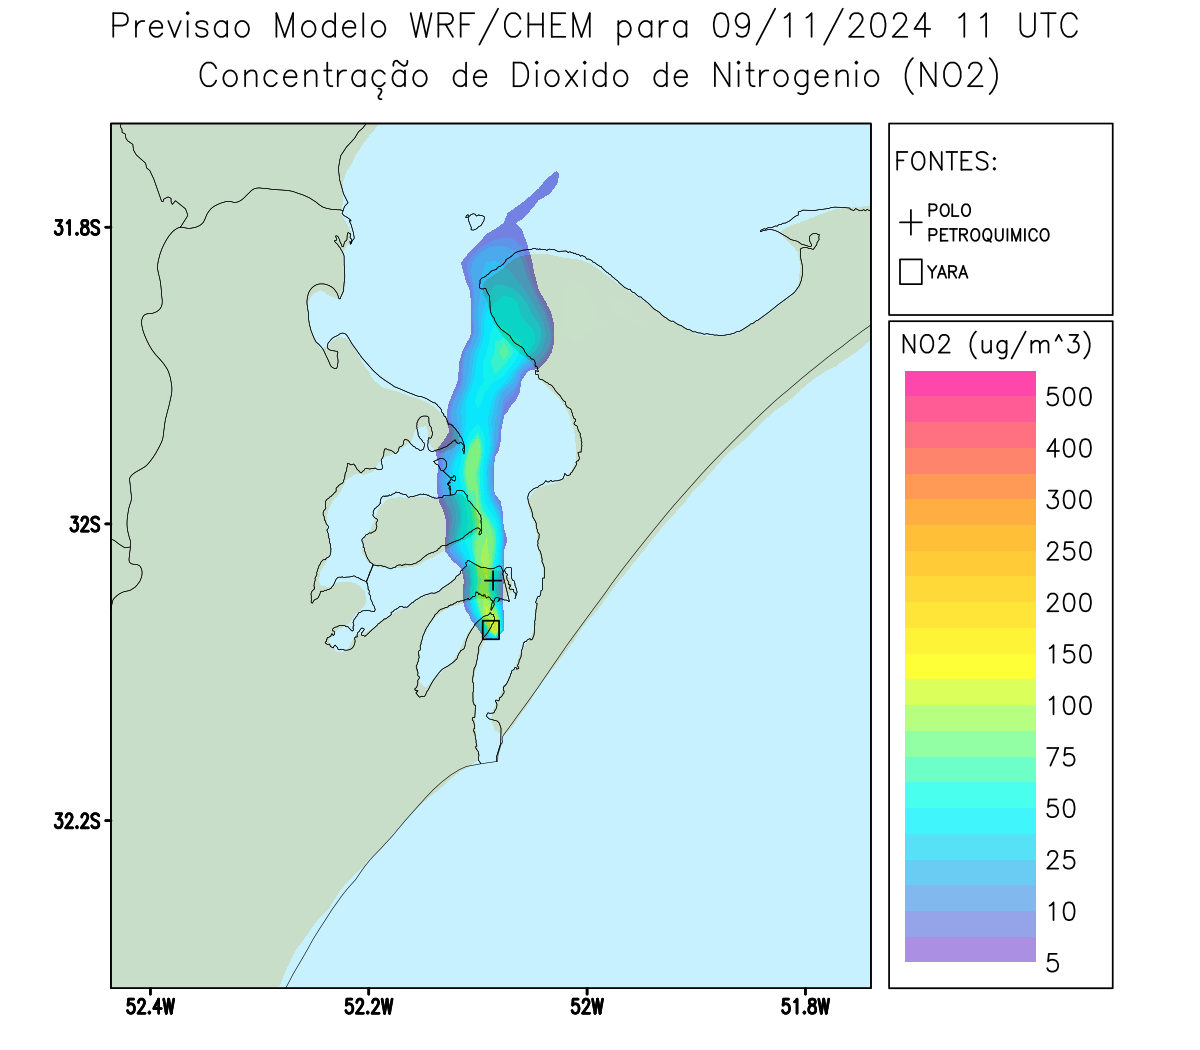 Previsao Modelo WRF/CHEM para 09/11/2024 11 UTC
Concentração de Dioxido de Nitrogenio (NO2)
FONTES:
POLO
PETROQUIMICO
YARA
NO2 (ug/m^3)
500
400
300
250
200
150
100
75
50
25
10
5
31.8S
32S
32.2S
52.4W
52.2W
52W
51.8W